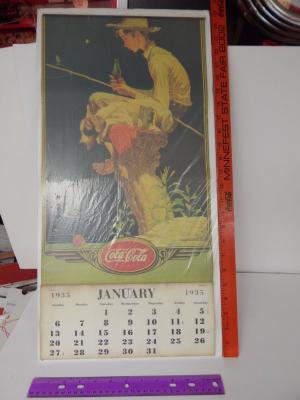 Coca-Cola
1935 JANUARY 1935
1 2 3 4 5
6 7 8 9 10 11 12
13 14 15 16 17 18 19
20 21 22 23 24 25 26
27 28 29 30 31
MINNEFEST STATE FAIR 2002